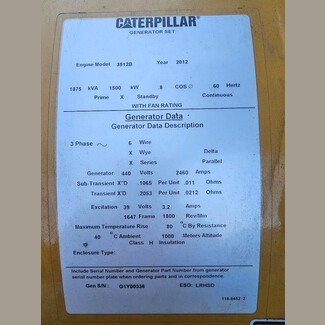 CATERPILLAR®
GENERATOR SET
Engine Model 3512B Year 2012
1875 kVA 1500 kW .8 COS Ø 60 Hertz
Prime X Standby Continuous
WITH FAN RATING
Generator Data
Generator Data Description
3 Phase 6 Wire
X Wye Delta
X Series Parallel
Generator 440 Volts 2460 Amps
Sub-Transient X"D .1065 Per Unit .011 Ohms
Transient X'D .2053 Per Unit .0212 Ohms
Excitation 39 Volts 3.2 Amps
1647 Frame 1800 Rev/Min
Maximum Temperature Rise 80 °C By Resistance
40 °C Ambient 1000 Meters Altitude
Class H Insulation
Enclosure Type:
Include Serial Number and Generator Part Number from generator
serial number plate when ordering parts and in correspondence.
Gen S/N : G1Y00336 ESO: LRH5D